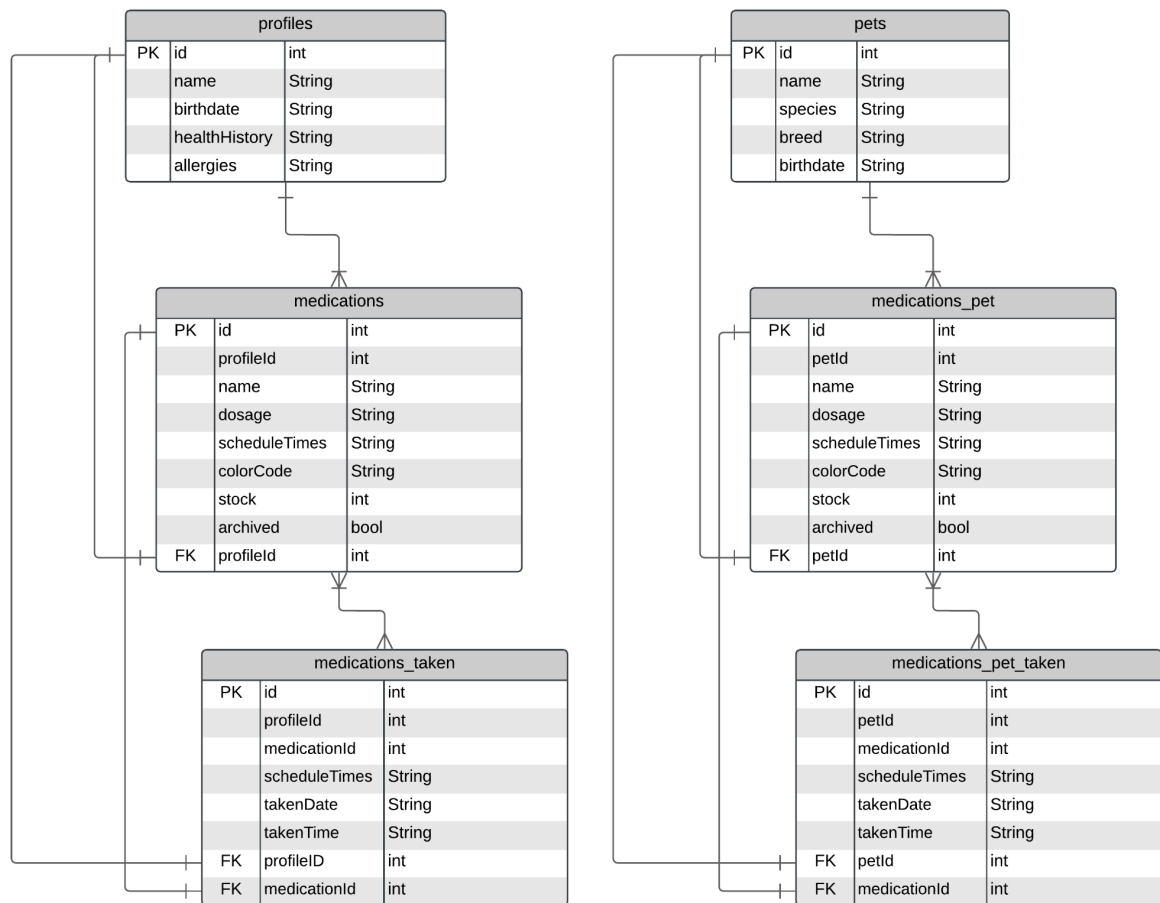 profiles
PK id int
name String
birthdate String
healthHistory String
allergies String
medications
PK id int
profileId int
name String
dosage String
scheduleTimes String
colorCode String
stock int
archived bool
FK profileId int
medications_taken
PK id int
profileId int
medicationId int
scheduleTimes String
takenDate String
takenTime String
FK profileID int
FK medicationId int
pets
PK id int
name String
species String
breed String
birthdate String
medications_pet
PK id int
petId int
name String
dosage String
scheduleTimes String
colorCode String
stock int
archived bool
FK petId int
medications_pet_taken
PK id int
petId int
medicationId int
scheduleTimes String
takenDate String
takenTime String
FK petId int
FK medicationId int